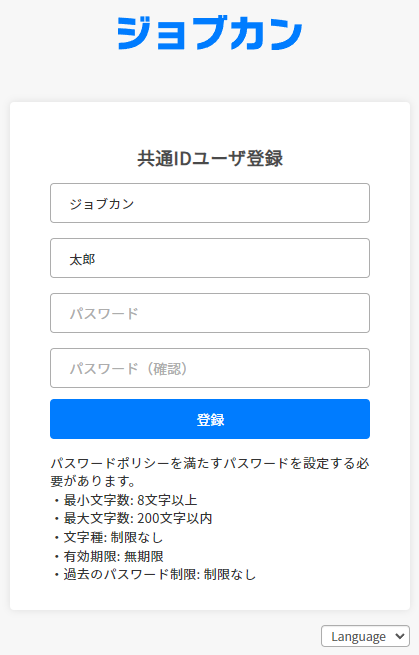 ジョブカン
共通IDユーザ登録
ジョブカン
太郎
パスワード
パスワード（確認）
登録
パスワードポリシーを満たすパスワードを設定する必
要があります。
・最小文字数: 8文字以上
・最大文字数: 200文字以内
・文字種: 制限なし
・有効期限: 無期限
・過去のパスワード制限: 制限なし
Language